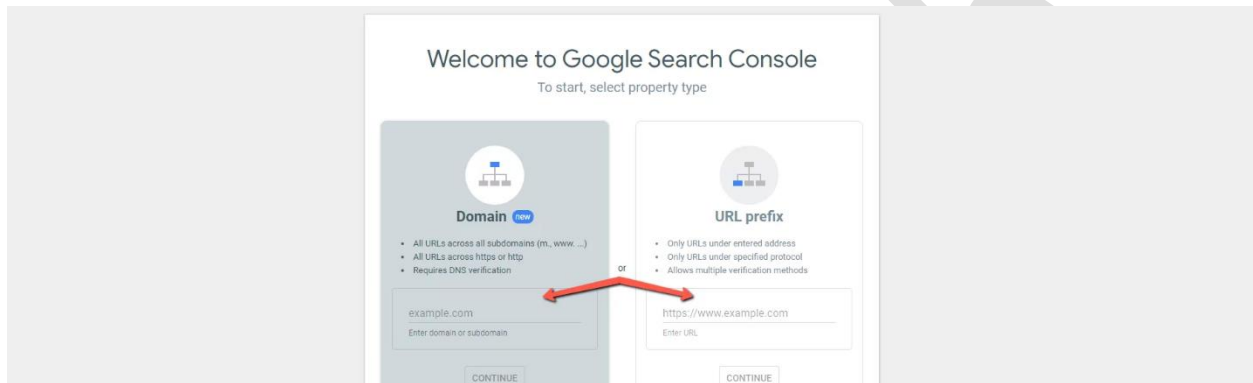 Welcome to Google Search Console
To start, select property type
Domain new
• All URLs across all subdomains (m., www. ...)
• All URLs across https or http
• Requires DNS verification
example.com
Enter domain or subdomain
CONTINUE
or
URL prefix
• Only URLs under entered address
• Only URLs under specified protocol
• Allows multiple verification methods
https://www.example.com
Enter URL
CONTINUE